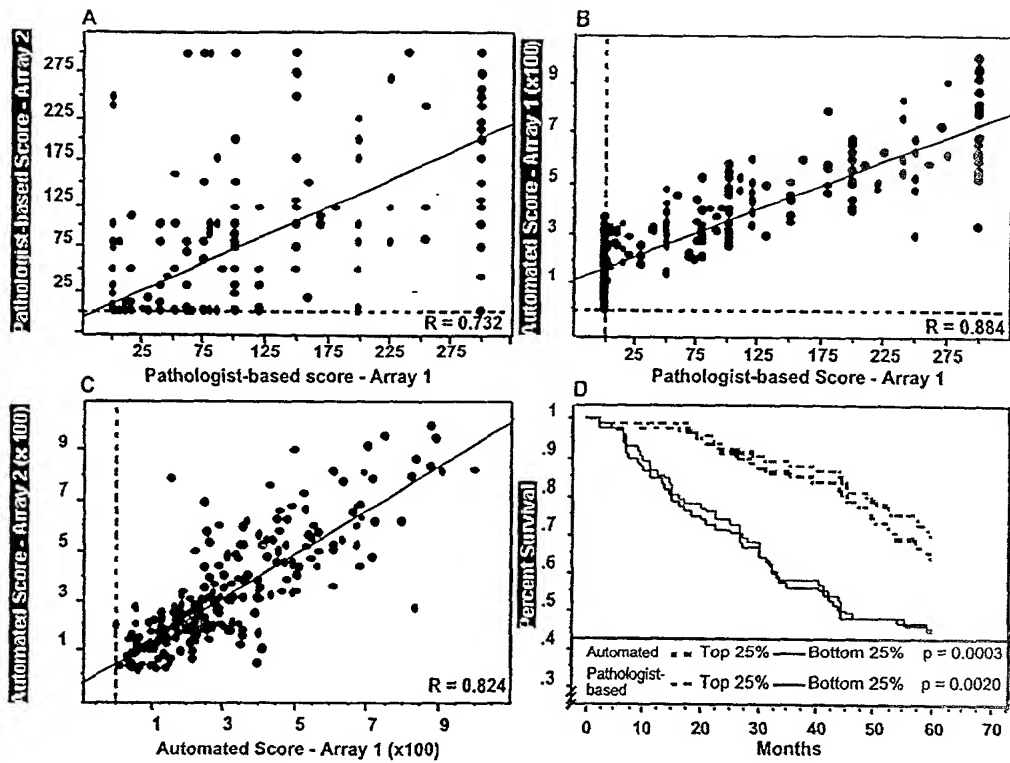 A
Pathologist-based Score - Array 2
275
225
175
125
75
25
R = 0.732
25 75 125 175 225 275
Pathologist-based score - Array 1
B
Automated Score - Array 1 (x100)
9
7
5
3
1
R = 0.884
25 75 125 175 225 275
Pathologist-based Score - Array 1
C
Automated Score - Array 2 (x 100)
9
7
5
3
1
R = 0.824
1 3 5 7 9
Automated Score - Array 1 (x100)
D
Percent Survival
1
.9
.8
.7
.6
.5
.4
.3
Automated Top 25% Bottom 25% p = 0.0003
Pathologist-based Top 25% Bottom 25% p = 0.0020
0 10 20 30 40 50 60 70
Months